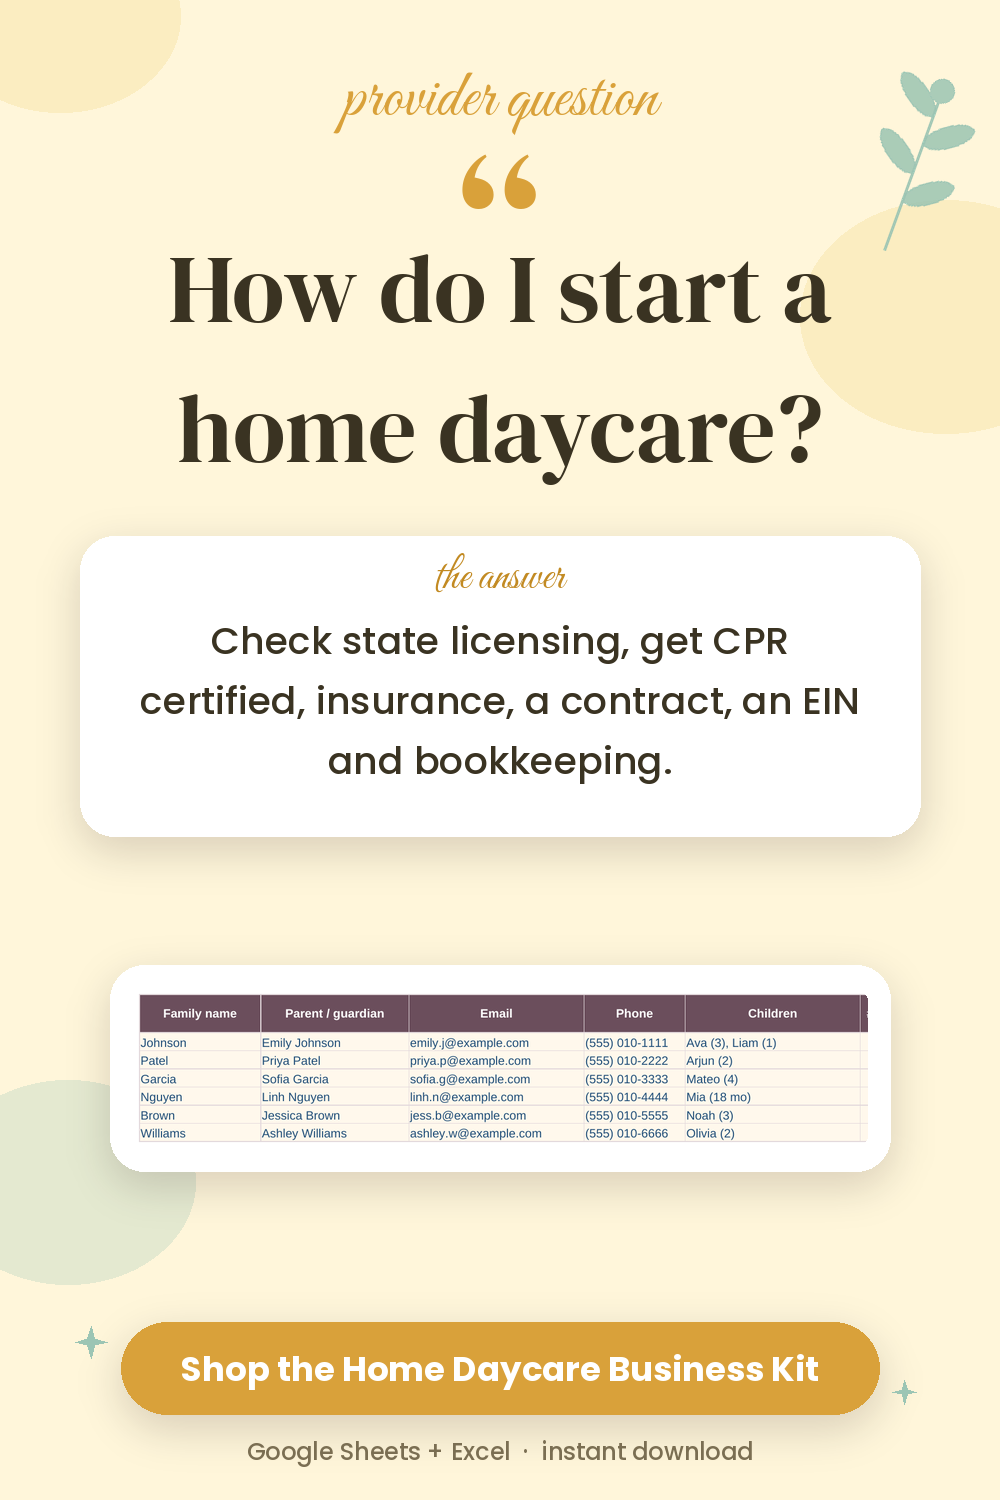 provider question
“
How do I start a
home daycare?
the answer
Check state licensing, get CPR
certified, insurance, a contract, an EIN
and bookkeeping.
Family name Parent / guardian Email Phone Children
Johnson Emily Johnson emily.j@example.com (555) 010-1111 Ava (3), Liam (1)
Patel Priya Patel priya.p@example.com (555) 010-2222 Arjun (2)
Garcia Sofia Garcia sofia.g@example.com (555) 010-3333 Mateo (4)
Nguyen Linh Nguyen linh.n@example.com (555) 010-4444 Mia (18 mo)
Brown Jessica Brown jess.b@example.com (555) 010-5555 Noah (3)
Williams Ashley Williams ashley.w@example.com (555) 010-6666 Olivia (2)
Shop the Home Daycare Business Kit
Google Sheets + Excel · instant download